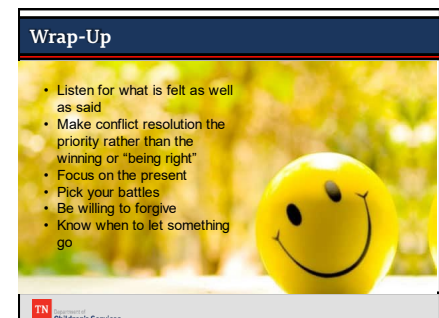 Wrap-Up
• Listen for what is felt as well
as said
• Make conflict resolution the
priority rather than the
winning or “being right”
• Focus on the present
• Pick your battles
• Be willing to forgive
• Know when to let something
go
TN
Department of
Children's Services